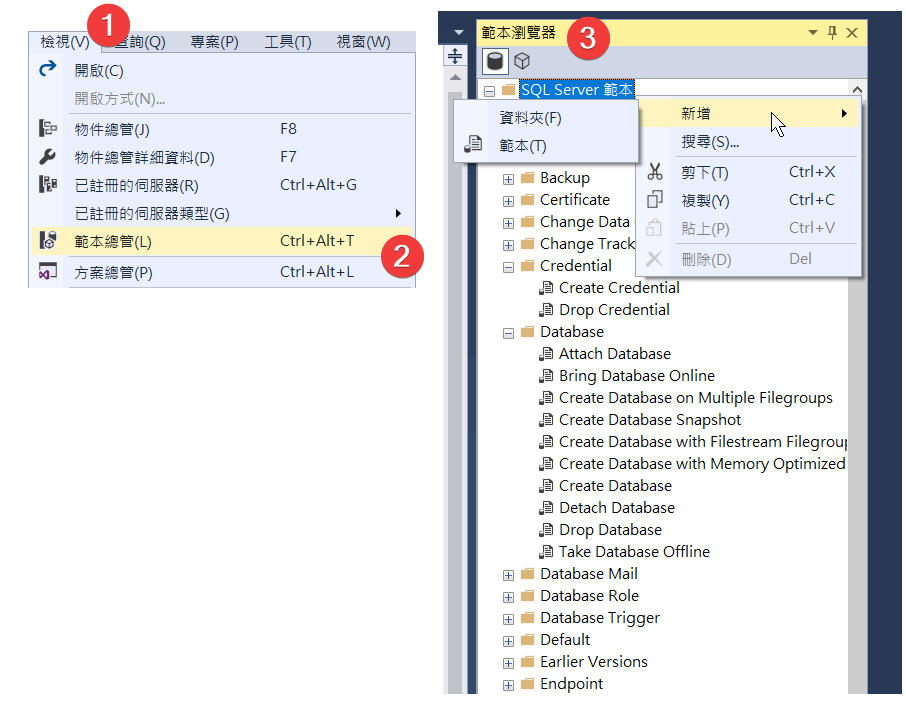 1
檢視(V) 查詢(Q) 專案(P) 工具(T) 視窗(W)
開啟(C)
開啟方式(N)...
物件總管(J) F8
物件總管詳細資料(D) F7
已註冊的伺服器(R) Ctrl+Alt+G
已註冊的伺服器類型(G)
範本總管(L) Ctrl+Alt+T
2
方案總管(P) Ctrl+Alt+L
範本瀏覽器
3
SQL Server 範本
新增
搜尋(S)...
剪下(T) Ctrl+X
複製(Y) Ctrl+C
貼上(P) Ctrl+V
刪除(D) Del
資料夾(F)
範本(T)
Backup
Certificate
Change Data
Change Track
Credential
Create Credential
Drop Credential
Database
Attach Database
Bring Database Online
Create Database on Multiple Filegroups
Create Database Snapshot
Create Database with Filestream Filegroup
Create Database with Memory Optimized
Create Database
Detach Database
Drop Database
Take Database Offline
Database Mail
Database Role
Database Trigger
Default
Earlier Versions
Endpoint